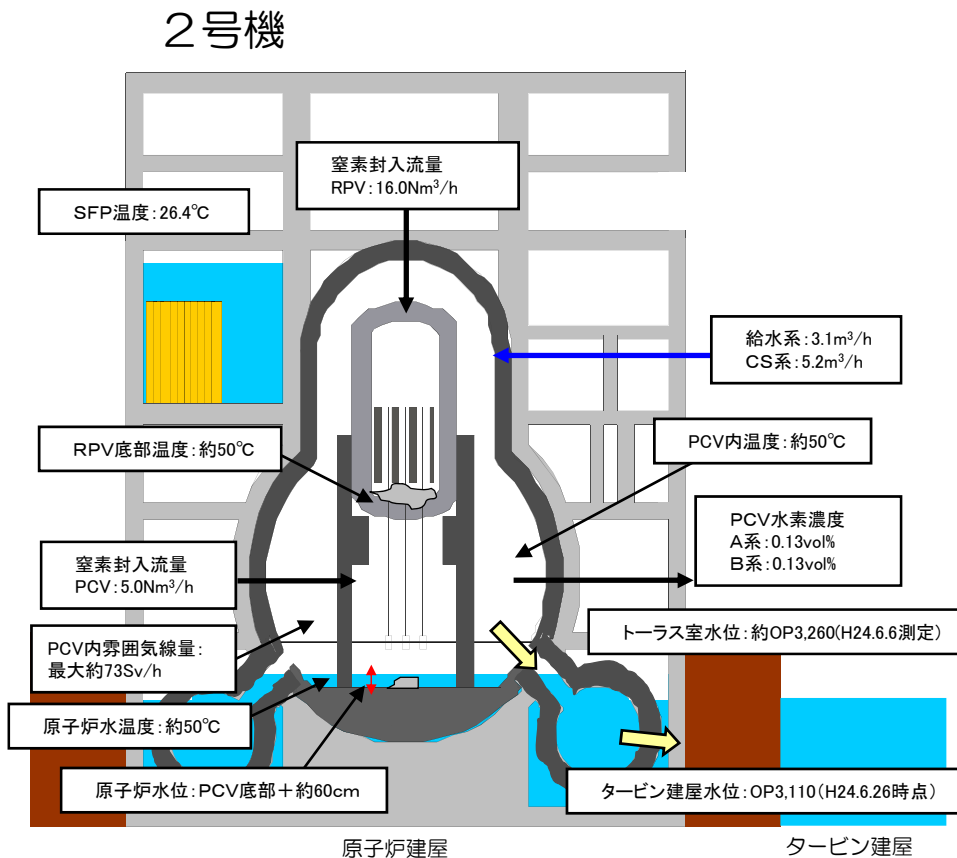 ２号機
窒素封入流量
RPV：16.0Nm³/h
SFP温度：26.4℃
給水系：3.1m³/h
CS系：5.2m³/h
RPV底部温度：約50℃
PCV内温度：約50℃
PCV水素濃度
A系：0.13vol%
B系：0.13vol%
窒素封入流量
PCV：5.0Nm³/h
トーラス室水位：約OP3,260(H24.6.6測定)
PCV内雰囲気線量：
最大約73Sv/h
原子炉水温度：約50℃
原子炉水位：PCV底部＋約60cm
タービン建屋水位：OP3,110(H24.6.26時点)
原子炉建屋
タービン建屋